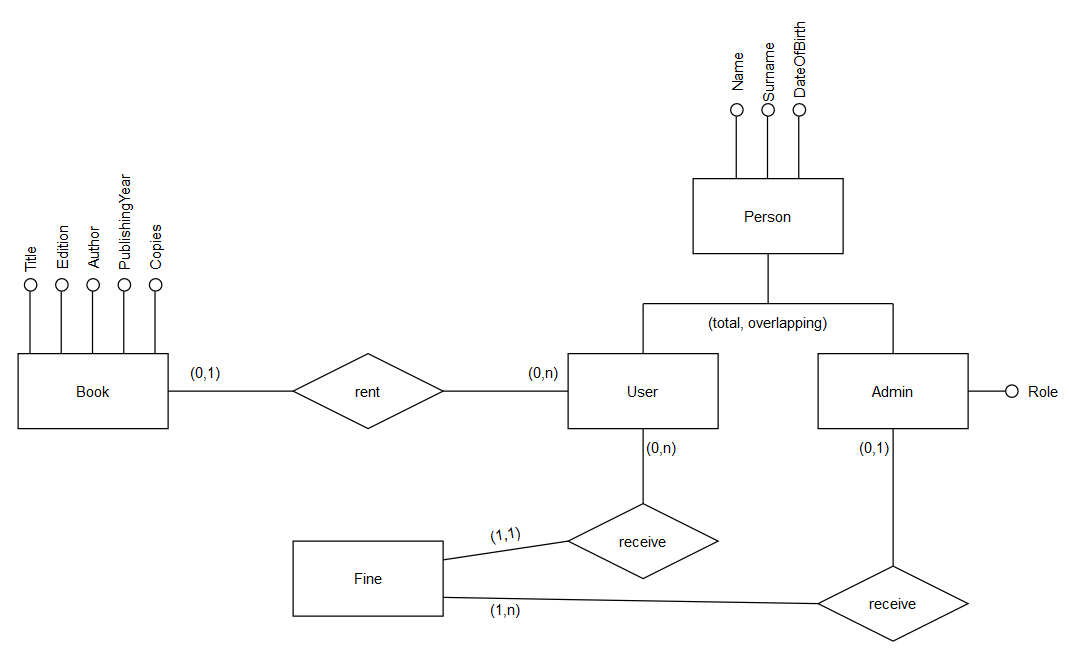 Name
Surname
DateOfBirth
Person
Title
Edition
Author
PublishingYear
Copies
(total, overlapping)
Book
(0,1)
rent
(0,n)
User
Admin
Role
(0,n)
(0,1)
(1,1)
receive
Fine
(1,n)
receive